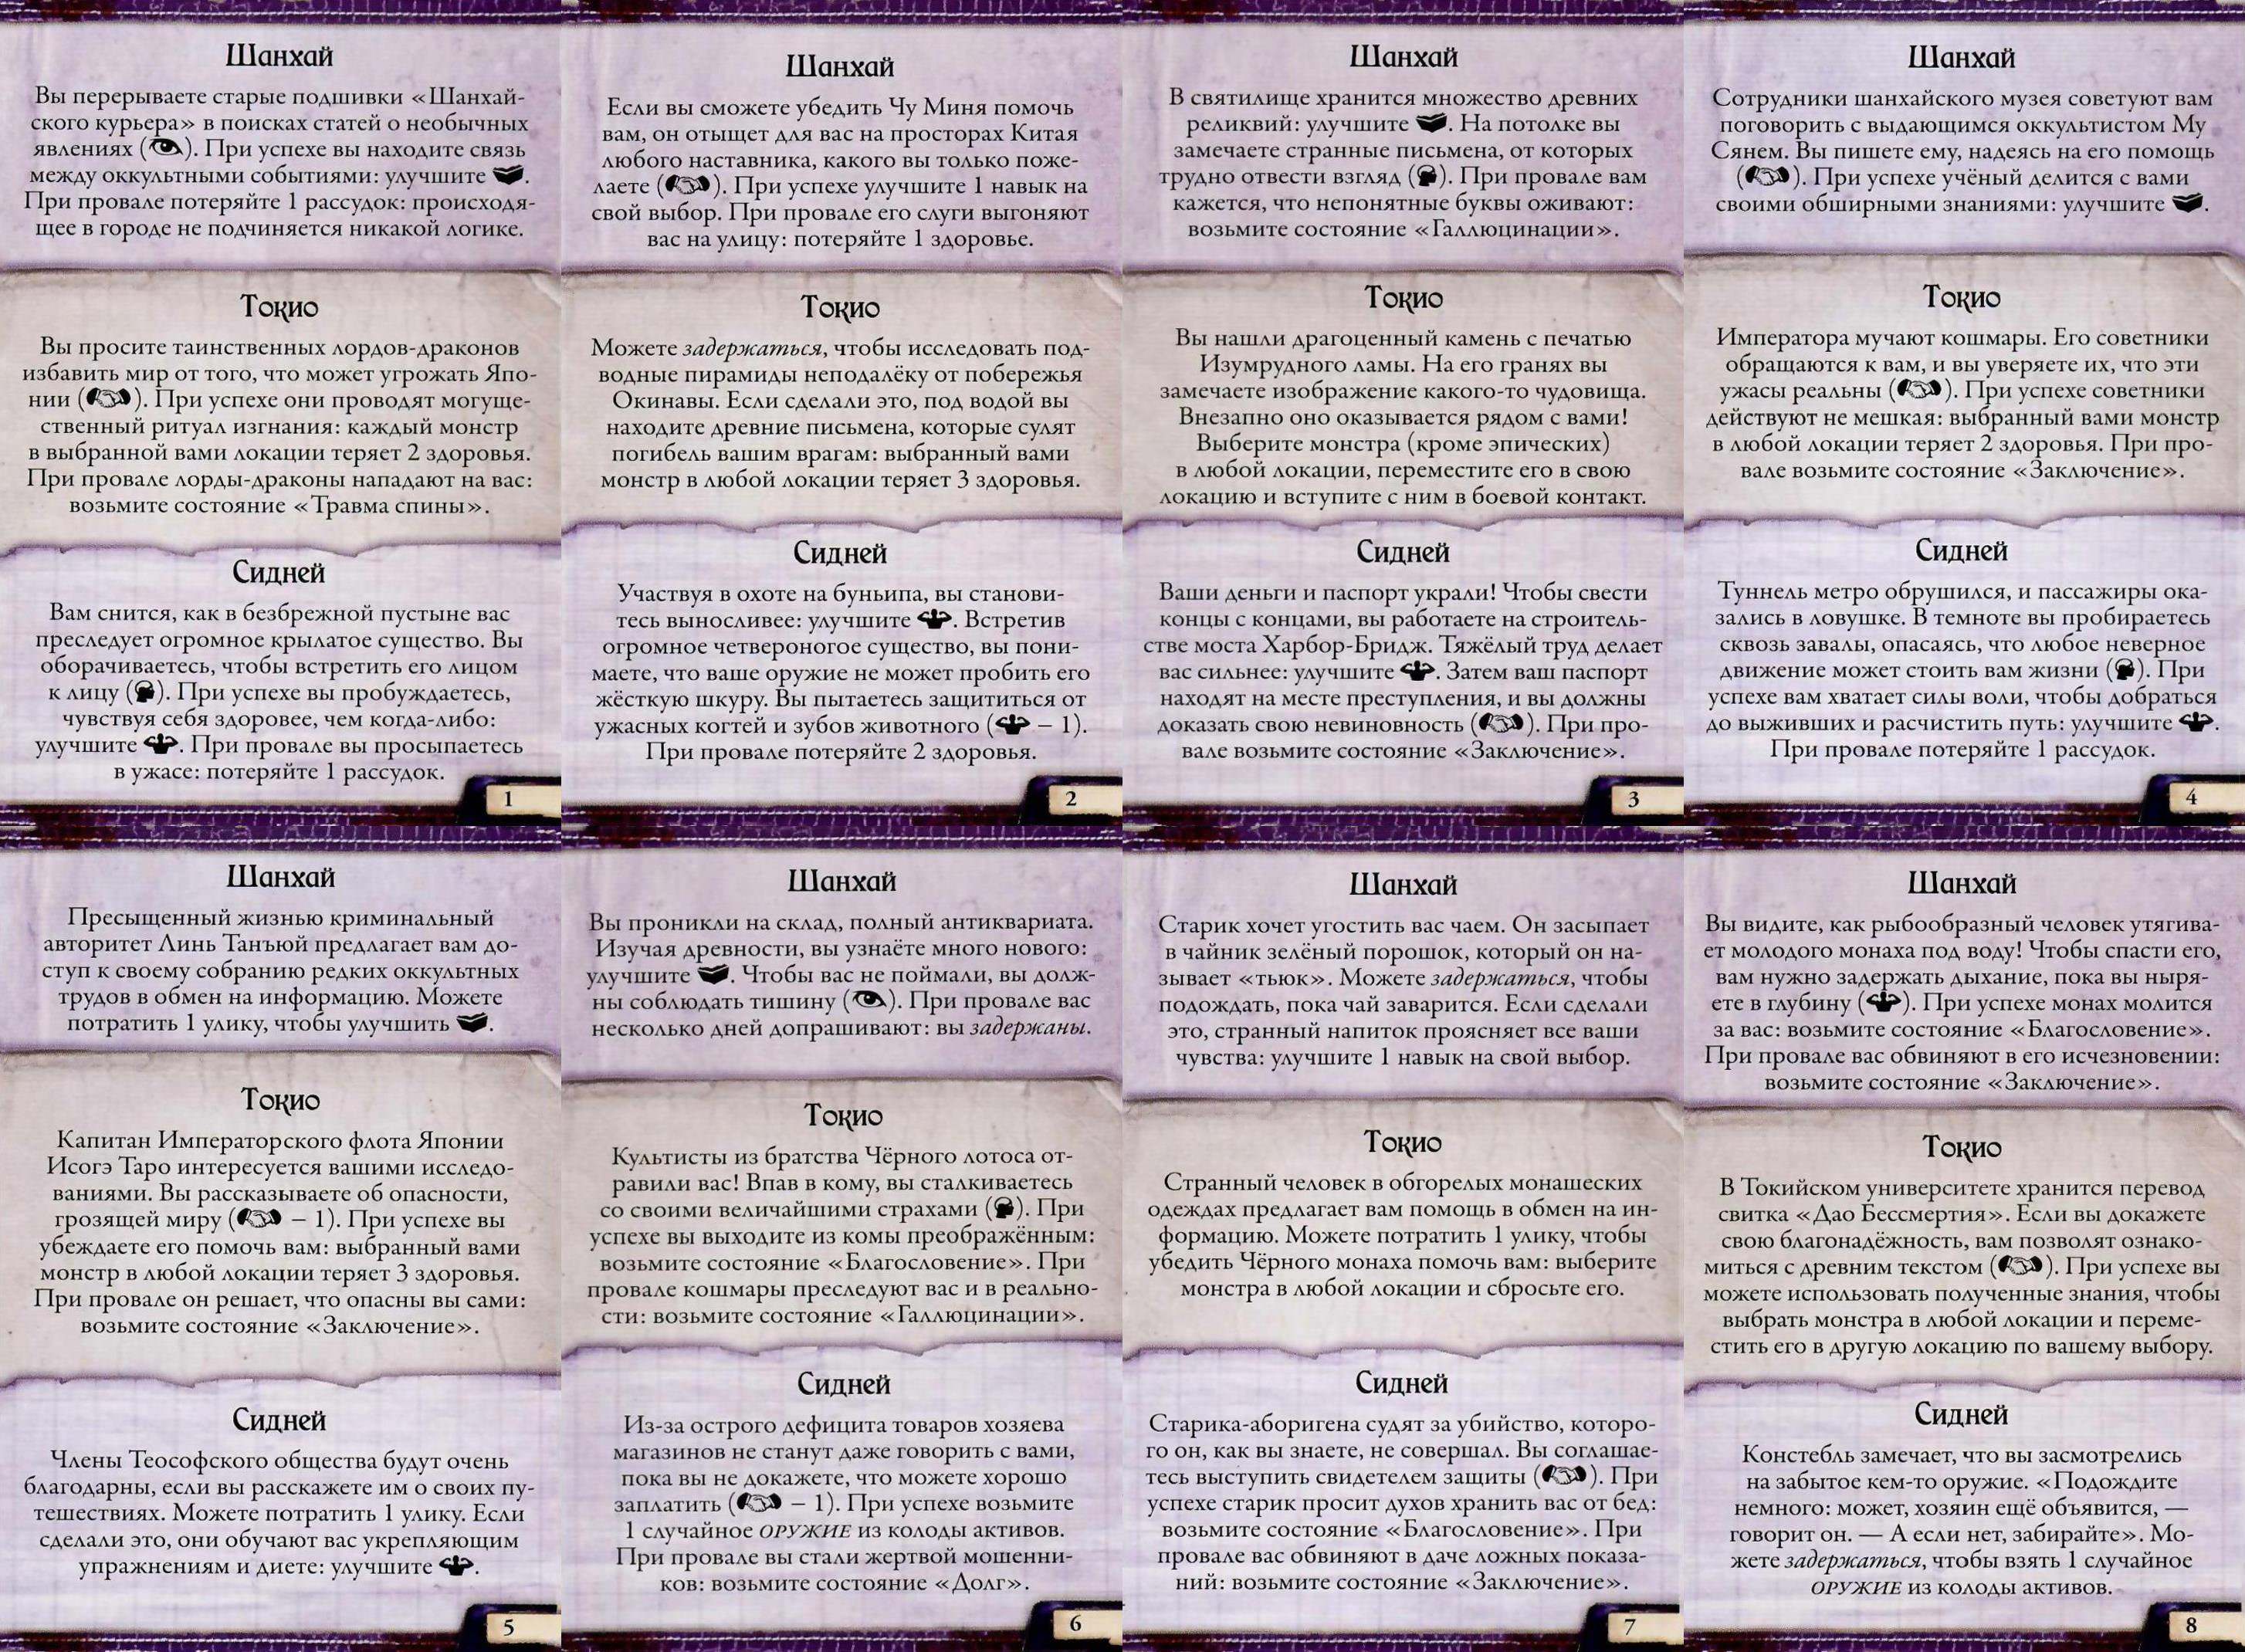 Шанхай
Вы перерываете старые подшивки «Шанхай-
ского курьера» в поисках статей о необычных
явлениях (). При успехе вы находите связь
между оккультными событиями: улучшите .
При провале потеряйте 1 рассудок: происходя-
щее в городе не подчиняется никакой логике.
Токио
Вы просите таинственных лордов-драконов
избавить мир от того, что может угрожать Япо-
нии (). При успехе они проводят могуще-
ственный ритуал изгнания: каждый монстр
в выбранной вами локации теряет 2 здоровья.
При провале лорды-драконы нападают на вас:
возьмите состояние «Травма спины».
Сидней
Вам снится, как в безбрежной пустыне вас
преследует огромное крылатое существо. Вы
оборачиваетесь, чтобы встретить его лицом
к лицу (). При успехе вы пробуждаетесь,
чувствуя себя здоровее, чем когда-либо:
улучшите . При провале вы просыпаетесь
в ужасе: потеряйте 1 рассудок.
1
Шанхай
Если вы сможете убедить Чу Миня помочь
вам, он отыщет для вас на просторах Китая
любого наставника, какого вы только поже-
лаете (). При успехе улучшите 1 навык на
свой выбор. При провале его слуги выгоняют
вас на улицу: потеряйте 1 здоровье.
Токио
Можете задержаться, чтобы исследовать под-
водные пирамиды неподалёку от побережья
Окинавы. Если сделали это, под водой вы
находите древние письмена, которые сулят
погибель вашим врагам: выбранный вами
монстр в любой локации теряет 3 здоровья.
Сидней
Участвуя в охоте на буньипа, вы станови-
тесь выносливее: улучшите . Встретив
огромное четвероногое существо, вы пони-
маете, что ваше оружие не может пробить его
жёсткую шкуру. Вы пытаетесь защититься от
ужасных когтей и зубов животного ( – 1).
При провале потеряйте 2 здоровья.
2
Шанхай
В святилище хранится множество древних
реликвий: улучшите . На потолке вы
замечаете странные письмена, от которых
трудно отвести взгляд (). При провале вам
кажется, что непонятные буквы оживают:
возьмите состояние «Галлюцинации».
Токио
Вы нашли драгоценный камень с печатью
Изумрудного ламы. На его гранях вы
замечаете изображение какого-то чудовища.
Внезапно оно оказывается рядом с вами!
Выберите монстра (кроме эпических)
в любой локации, переместите его в свою
локацию и вступите с ним в боевой контакт.
Сидней
Ваши деньги и паспорт украли! Чтобы свести
концы с концами, вы работаете на строитель-
стве моста Харбор-Бридж. Тяжёлый труд делает
вас сильнее: улучшите . Затем ваш паспорт
находят на месте преступления, и вы должны
доказать свою невиновность (). При про-
вале возьмите состояние «Заключение».
3
Шанхай
Сотрудники шанхайского музея советуют вам
поговорить с выдающимся оккультистом Му
Сянем. Вы пишете ему, надеясь на его помощь
(). При успехе учёный делится с вами
своими обширными знаниями: улучшите .
Токио
Императора мучают кошмары. Его советники
обращаются к вам, и вы уверяете их, что эти
ужасы реальны (). При успехе советники
действуют не мешкая: выбранный вами монстр
в любой локации теряет 2 здоровья. При про-
вале возьмите состояние «Заключение».
Сидней
Туннель метро обрушился, и пассажиры ока-
зались в ловушке. В темноте вы пробираетесь
сквозь завалы, опасаясь, что любое неверное
движение может стоить вам жизни (). При
успехе вам хватает силы воли, чтобы добраться
до выживших и расчистить путь: улучшите .
При провале потеряйте 1 рассудок.
4
Шанхай
Пресыщенный жизнью криминальный
авторитет Линь Танъюй предлагает вам до-
ступ к своему собранию редких оккультных
трудов в обмен на информацию. Можете
потратить 1 улику, чтобы улучшить .
Токио
Капитан Императорского флота Японии
Исогэ Таро интересуется вашими исследо-
ваниями. Вы рассказываете об опасности,
грозящей миру ( – 1). При успехе вы
убеждаете его помочь вам: выбранный вами
монстр в любой локации теряет 3 здоровья.
При провале он решает, что опасны вы сами:
возьмите состояние «Заключение».
Сидней
Члены Теософского общества будут очень
благодарны, если вы расскажете им о своих пу-
тешествиях. Можете потратить 1 улику. Если
сделали это, они обучают вас укрепляющим
упражнениям и диете: улучшите .
5
Шанхай
Вы проникли на склад, полный антиквариата.
Изучая древности, вы узнаёте много нового:
улучшите . Чтобы вас не поймали, вы долж-
ны соблюдать тишину (). При провале вас
несколько дней допрашивают: вы задержаны.
Токио
Культисты из братства Чёрного лотоса от-
равили вас! Впав в кому, вы сталкиваетесь
со своими величайшими страхами (). При
успехе вы выходите из комы преображённым:
возьмите состояние «Благословение». При
провале кошмары преследуют вас и в реально-
сти: возьмите состояние «Галлюцинации».
Сидней
Из-за острого дефицита товаров хозяева
магазинов не станут даже говорить с вами,
пока вы не докажете, что можете хорошо
заплатить ( – 1). При успехе возьмите
1 случайное ОРУЖИЕ из колоды активов.
При провале вы стали жертвой мошенни-
ков: возьмите состояние «Долг».
6
Шанхай
Старик хочет угостить вас чаем. Он засыпает
в чайник зелёный порошок, который он на-
зывает «тьюк». Можете задержаться, чтобы
подождать, пока чай заварится. Если сделали
это, странный напиток проясняет все ваши
чувства: улучшите 1 навык на свой выбор.
Токио
Странный человек в обгорелых монашеских
одеждах предлагает вам помощь в обмен на ин-
формацию. Можете потратить 1 улику, чтобы
убедить Чёрного монаха помочь вам: выберите
монстра в любой локации и сбросьте его.
Сидней
Старика-аборигена судят за убийство, которо-
го он, как вы знаете, не совершал. Вы соглашае-
тесь выступить свидетелем защиты (). При
успехе старик просит духов хранить вас от бед:
возьмите состояние «Благословение». При
провале вас обвиняют в даче ложных показа-
ний: возьмите состояние «Заключение».
7
Шанхай
Вы видите, как рыбообразный человек утягива-
ет молодого монаха под воду! Чтобы спасти его,
вам нужно задержать дыхание, пока вы ныря-
ете в глубину (). При успехе монах молится
за вас: возьмите состояние «Благословение».
При провале вас обвиняют в его исчезновении:
возьмите состояние «Заключение».
Токио
В Токийском университете хранится перевод
свитка «Дао Бессмертия». Если вы докажете
свою благонадёжность, вам позволят ознако-
миться с древним текстом (). При успехе вы
можете использовать полученные знания, чтобы
выбрать монстра в любой локации и переме-
стить его в другую локацию по вашему выбору.
Сидней
Констебль замечает, что вы засмотрелись
на забытое кем-то оружие. «Подождите
немного: может, хозяин ещё объявится, —
говорит он. — А если нет, забирайте». Мо-
жете задержаться, чтобы взять 1 случайное
ОРУЖИЕ из колоды активов.
8